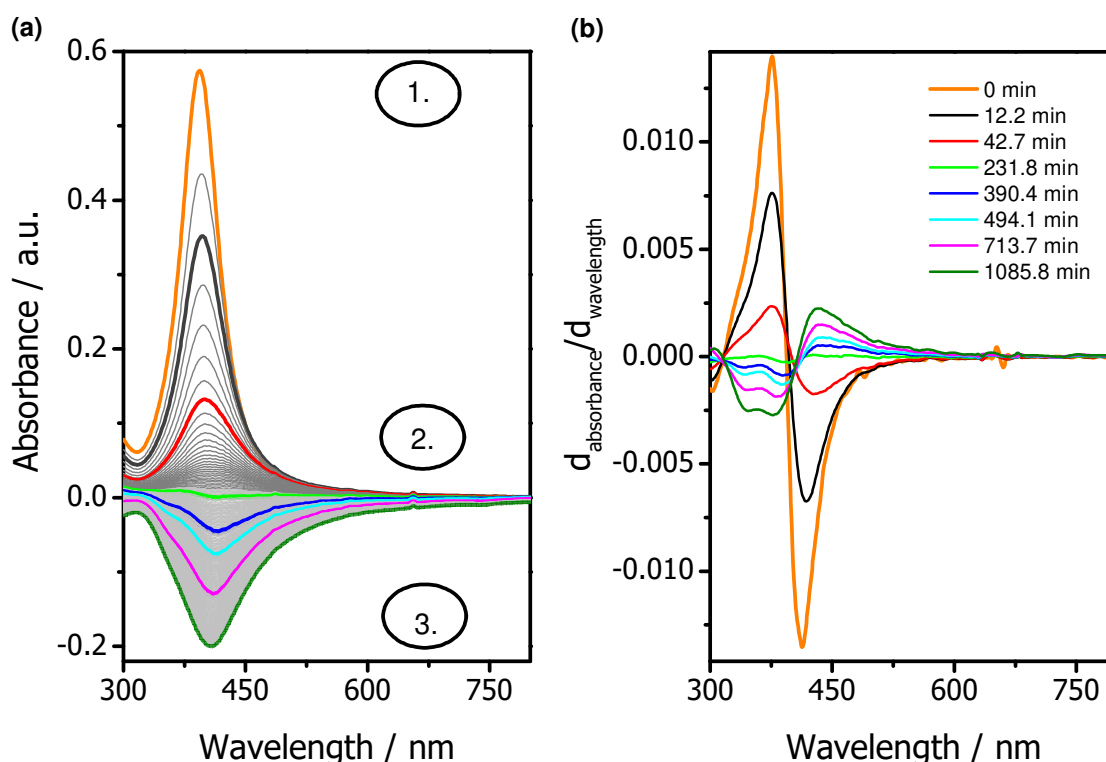 (a)
0.6
0.4
0.2
0.0
-0.2
Absorbance / a.u.
1.
2.
3.
300
450
600
750
Wavelength / nm
(b)
0.010
0.005
0.000
-0.005
-0.010
d_absorbance/d_wavelength
0 min
12.2 min
42.7 min
231.8 min
390.4 min
494.1 min
713.7 min
1085.8 min
300
450
600
750
Wavelength / nm